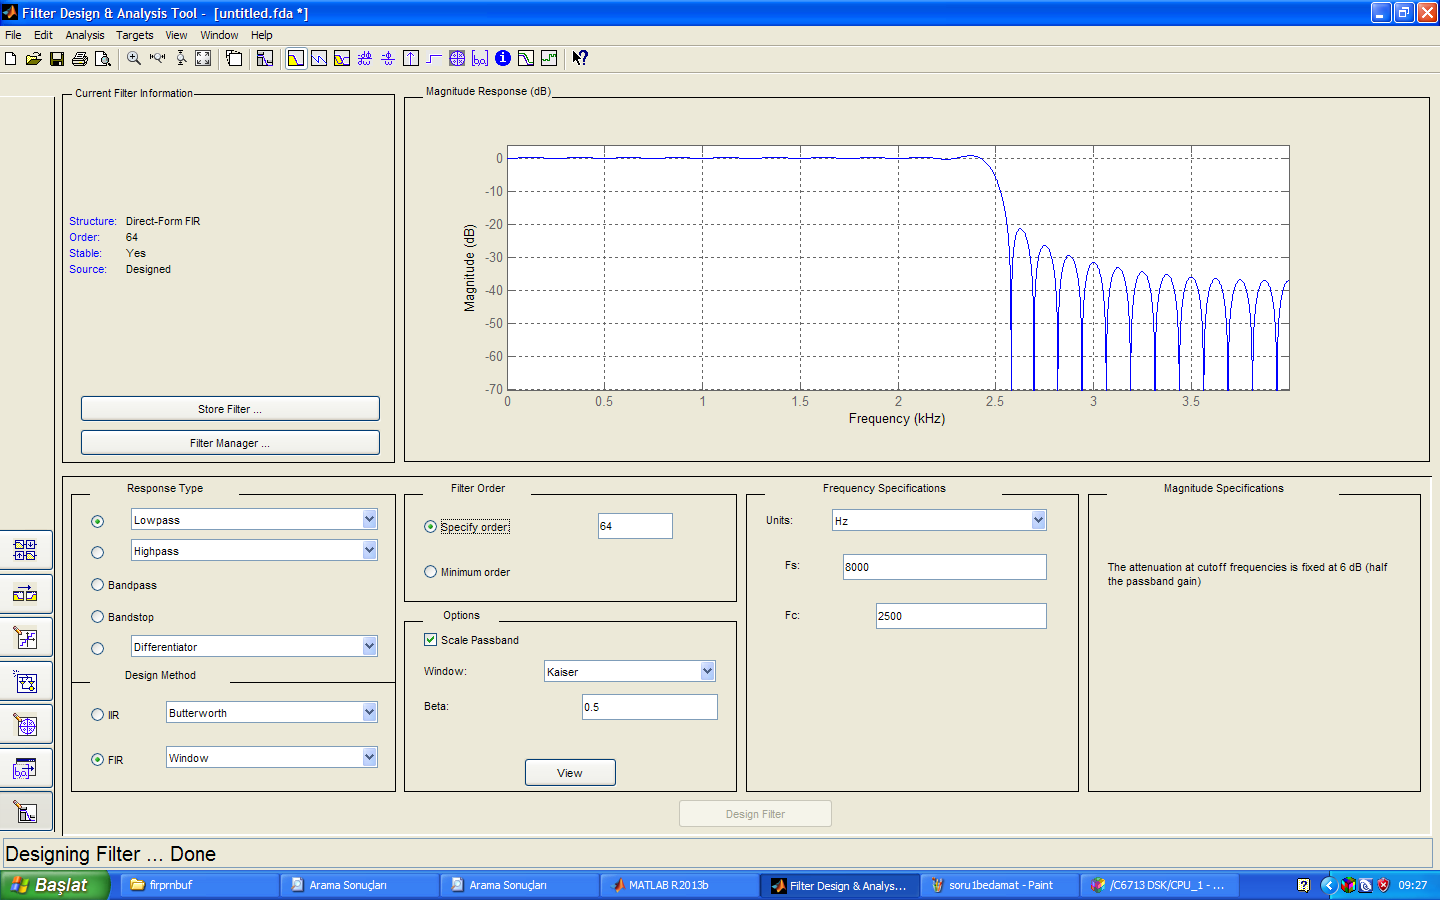 Filter Design & Analysis Tool - [untitled.fda *]
File Edit Analysis Targets View Window Help
Current Filter Information
Structure: Direct-Form FIR
Order: 64
Stable: Yes
Source: Designed
Store Filter ...
Filter Manager ...
Magnitude Response (dB)
0
-10
-20
-30
-40
-50
-60
-70
Magnitude (dB)
0 0.5 1 1.5 2 2.5 3 3.5
Frequency (kHz)
Response Type
Lowpass
Highpass
Bandpass
Bandstop
Differentiator
Design Method
IIR Butterworth
FIR Window
Filter Order
Specify order: 64
Minimum order
Options
Scale Passband
Window: Kaiser
Beta: 0.5
View
Frequency Specifications
Units: Hz
Fs: 8000
Fc: 2500
Magnitude Specifications
The attenuation at cutoff frequencies is fixed at 6 dB (half
the passband gain)
Design Filter
Designing Filter ... Done
Başlat firprnbuf Arama Sonuçları Arama Sonuçları MATLAB R2013b Filter Design & Analys... soru1bedamat - Paint /C6713 DSK/CPU_1 - ... 09:27